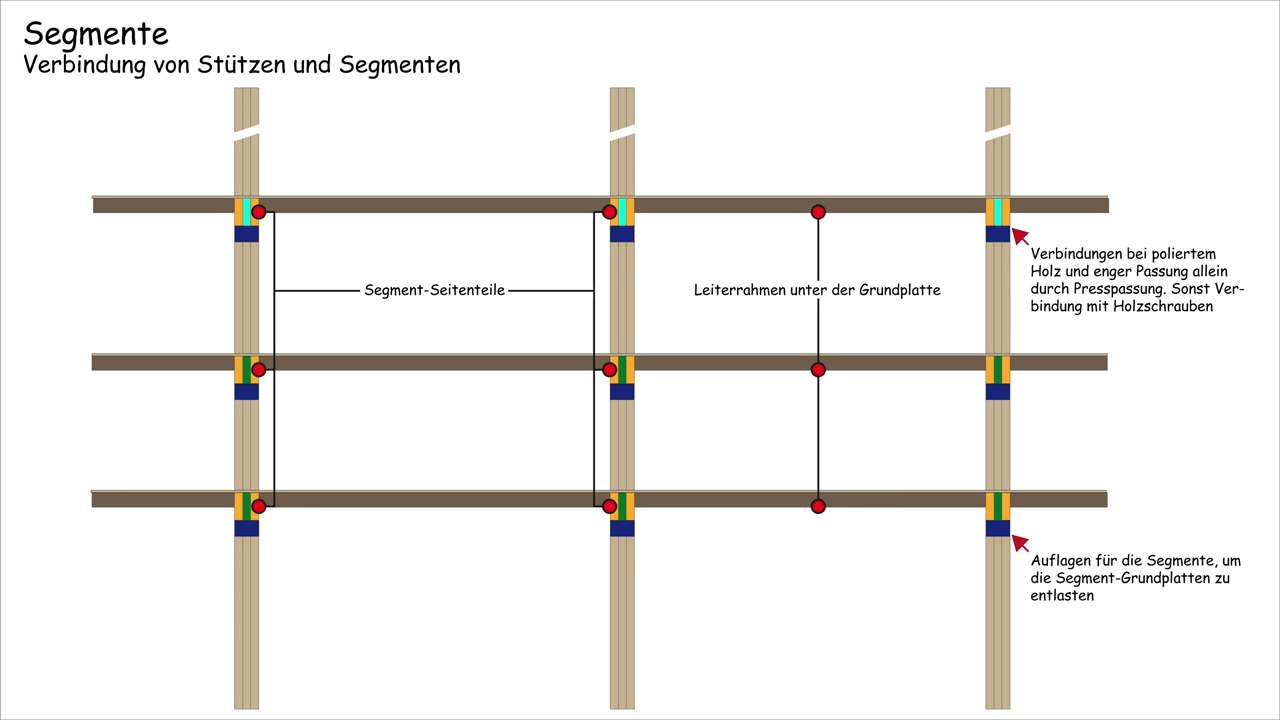 Segmente
Verbindung von Stützen und Segmenten
Verbindungen bei poliertem
Holz und enger Passung allein
durch Presspassung. Sonst Ver-
bindung mit Holzschrauben
Segment-Seitenteile
Leiterrahmen unter der Grundplatte
Auflagen für die Segmente, um
die Segment-Grundplatten zu
entlasten